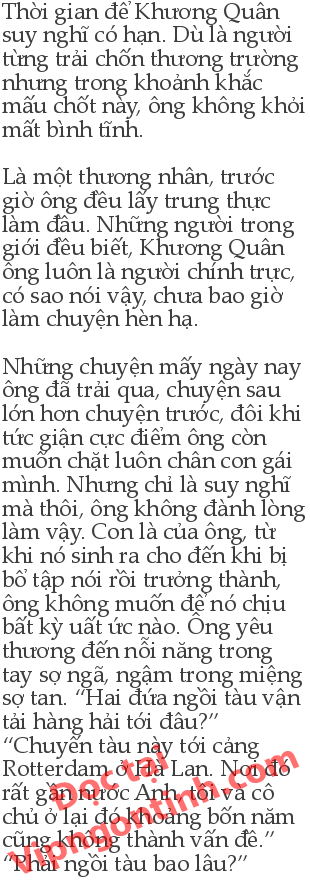 Thời gian để Khương Quân
suy nghĩ có hạn. Dù là người
từng trải chốn thương trường
nhưng trong khoảnh khắc
mấu chốt này, ông không khỏi
mất bình tĩnh.
Là một thương nhân, trước
giờ ông đều lấy trung thực
làm đầu. Những người trong
giới đều biết, Khương Quân
ông luôn là người chính trực,
có sao nói vậy, chưa bao giờ
làm chuyện hèn hạ.
Những chuyện mấy ngày nay
ông đã trải qua, chuyện sau
lớn hơn chuyện trước, đôi khi
tức giận cực điểm ông còn
muốn chặt luôn chân con gái
mình. Nhưng chỉ là suy nghĩ
mà thôi, ông không đành lòng
làm vậy. Con là của ông, từ
khi nó sinh ra cho đến khi bị
bô tập nói rồi trưởng thành,
ông không muốn để nó chịu
bất kỳ uất ức nào. Ông yêu
thương đến nỗi nâng trong
tay sợ ngã, ngậm trong miệng
sợ tan. “Hai đứa ngồi tàu vận
tải hàng hải tới đâu?”
“Chuyến tàu này tới cảng
Rotterdam ở Hà Lan. Nơi đó
rất gần nước Anh, tôi và cô
chủ ở lại đó khoảng bốn năm
cũng không thành vấn đề.”
“Phải ngồi tàu bao lâu?”
Đọc tại
Vipngontinh.com